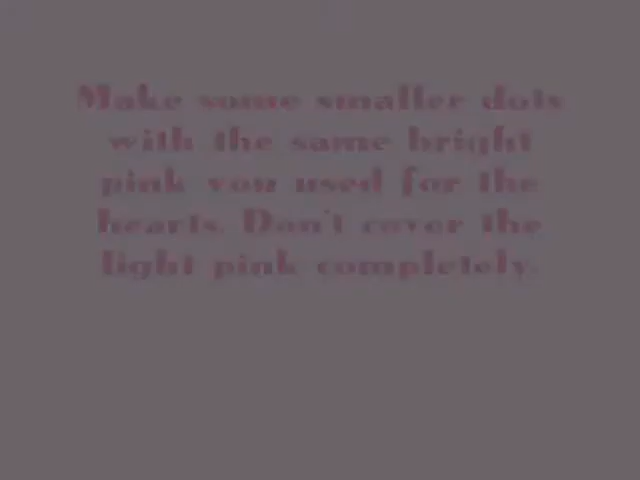 Make some smaller dots
with the same bright
pink you used for the
hearts. Don't cover the
light pink completely.